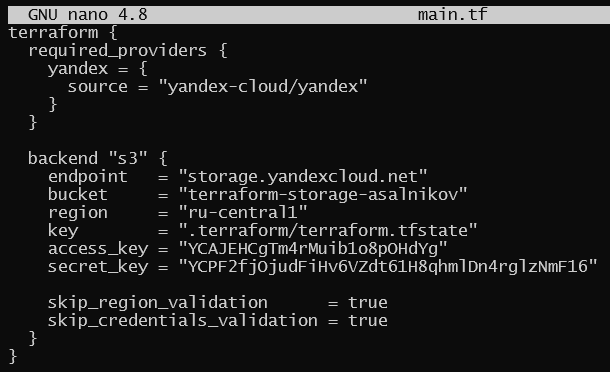 GNU nano 4.8 main.tf
terraform {
  required_providers {
    yandex = {
      source = "yandex-cloud/yandex"
    }
  }

  backend "s3" {
    endpoint   = "storage.yandexcloud.net"
    bucket     = "terraform-storage-asalnikov"
    region     = "ru-central1"
    key        = ".terraform/terraform.tfstate"
    access_key = "YCAJEHCgTm4rMuib1o8pOHdYg"
    secret_key = "YCPF2fjOjudFiHv6VZdt61H8qhmlDn4rglzNmF16"

    skip_region_validation      = true
    skip_credentials_validation = true
  }
}